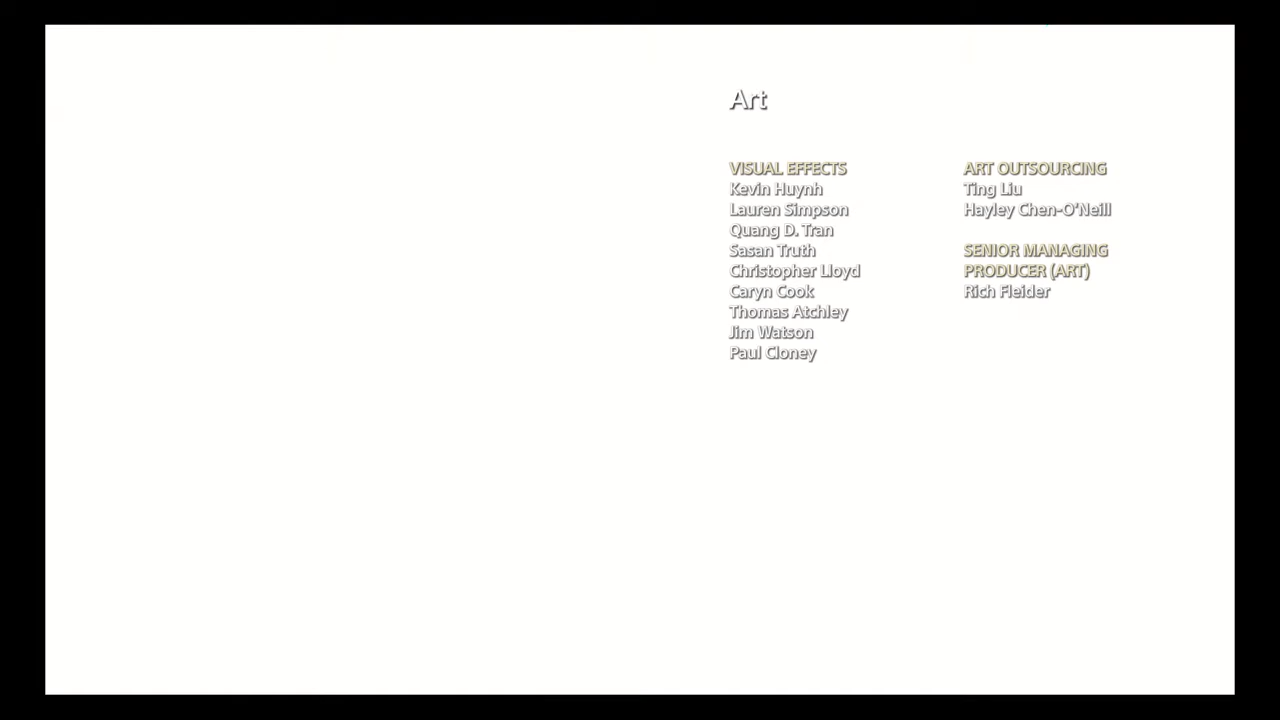 Art
VISUAL EFFECTS
Kevin Huynh
Lauren Simpson
Quang D. Tran
Sasan Truth
Christopher Lloyd
Caryn Cook
Thomas Atchley
Jim Watson
Paul Cloney
ART OUTSOURCING
Ting Liu
Hayley Chen-O'Neill
SENIOR MANAGING
PRODUCER (ART)
Rich Fleider